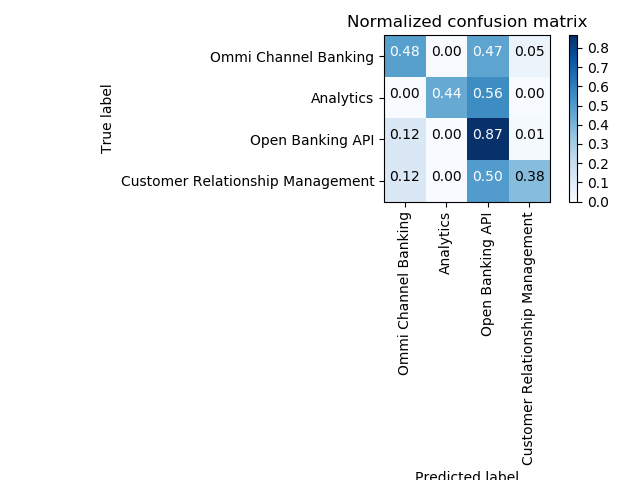 Normalized confusion matrix
True label
Ommi Channel Banking 0.48 0.00 0.47 0.05
Analytics 0.00 0.44 0.56 0.00
Open Banking API 0.12 0.00 0.87 0.01
Customer Relationship Management 0.12 0.00 0.50 0.38
Ommi Channel Banking
Analytics
Open Banking API
Customer Relationship Management
Predicted label
0.8
0.7
0.6
0.5
0.4
0.3
0.2
0.1
0.0